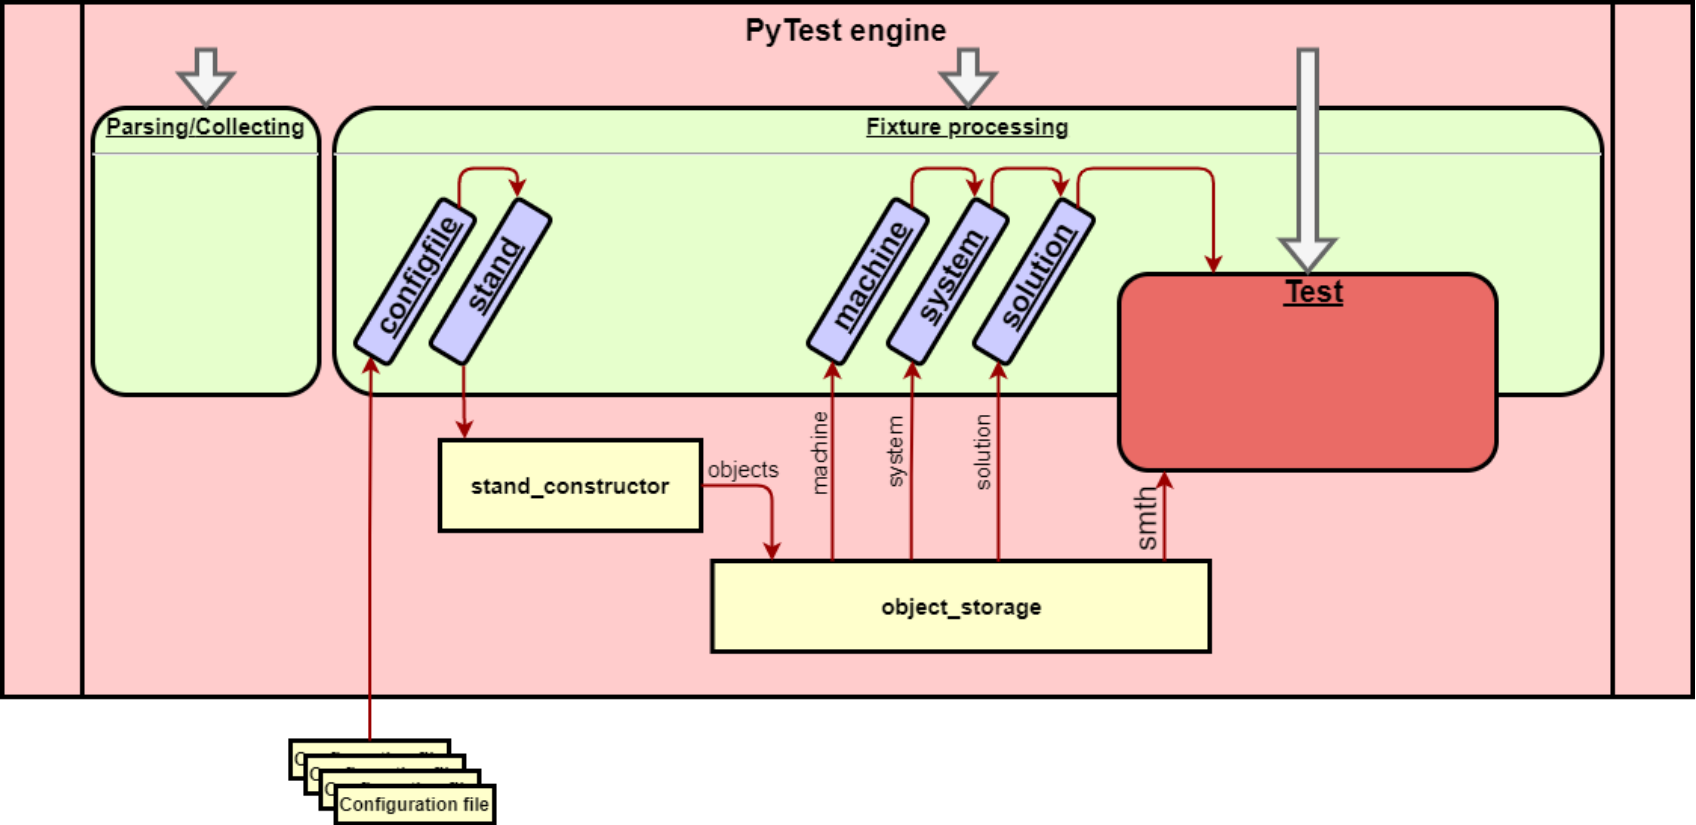 PyTest engine
Parsing/Collecting
Fixture processing
configfile
stand
machine
system
solution
Test
stand_constructor
objects
machine
system
solution
smth
object_storage
Configuration file